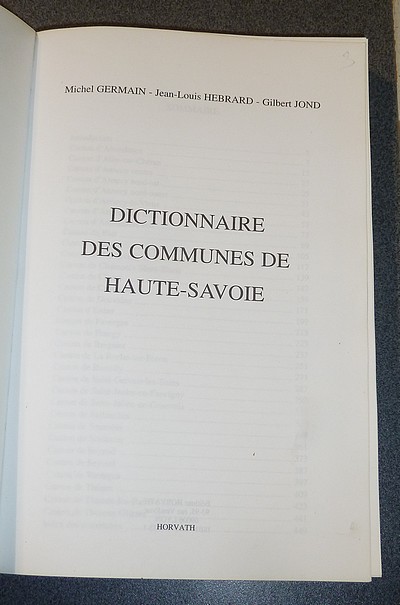 Michel GERMAIN - Jean-Louis HEBRARD - Gilbert JOND
DICTIONNAIRE
DES COMMUNES DE
HAUTE-SAVOIE
HORVATH